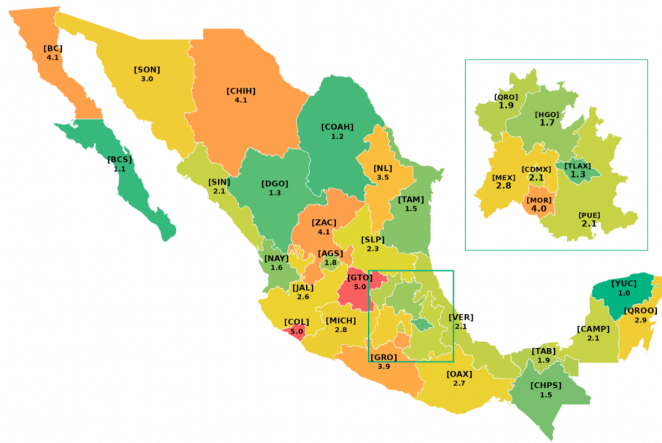 [BC]
4.1
[SON]
3.0
[CHIH]
4.1
[COAH]
1.2
[BCS]
1.1
[SIN]
2.1
[DGO]
1.3
[NL]
3.5
[TAM]
1.5
[ZAC]
4.1
[SLP]
2.3
[NAY]
1.6
[AGS]
1.8
[GTO]
5.0
[JAL]
2.6
[COL]
5.0
[MICH]
2.8
[VER]
2.1
[GRO]
3.9
[OAX]
2.7
[TAB]
1.9
[CHPS]
1.5
[CAMP]
2.1
[YUC]
1.0
[QROO]
2.9
[QRO]
1.9
[HGO]
1.7
[MEX]
2.8
[CDMX]
2.1
[TLAX]
1.3
[MOR]
4.0
[PUE]
2.1